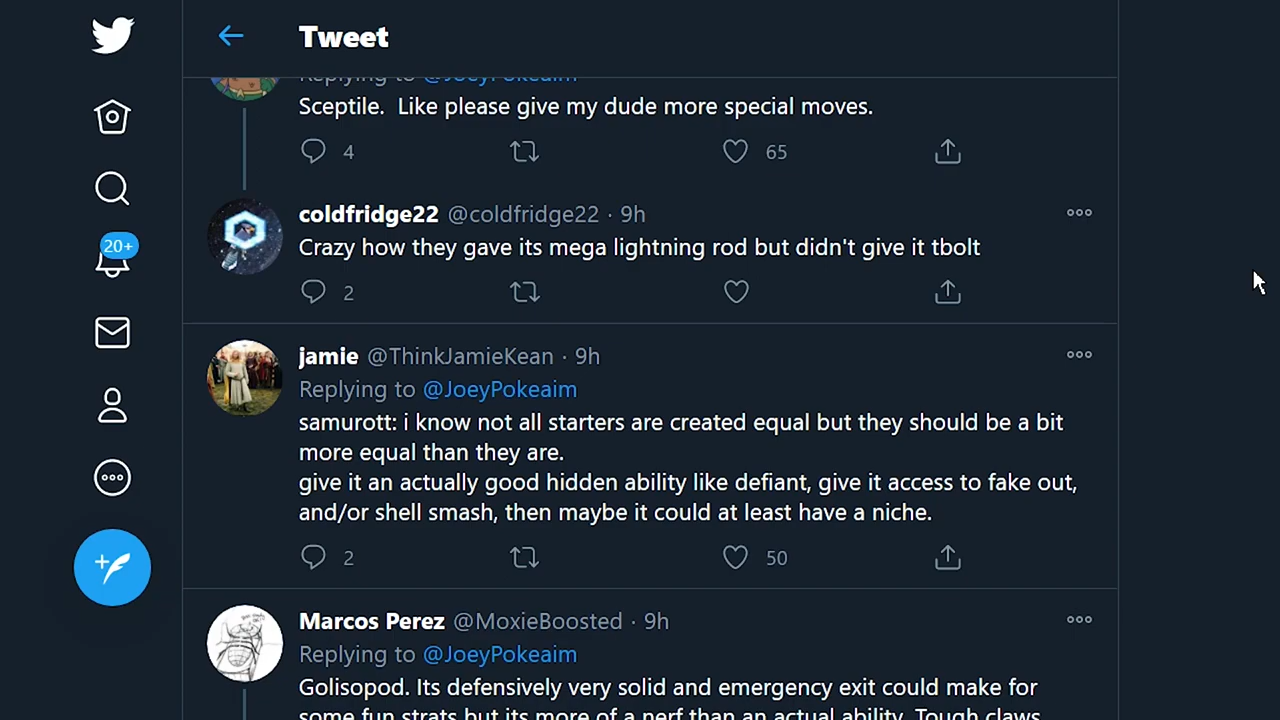 Tweet
Replying to @JoeyPokeaim
Sceptile.  Like please give my dude more special moves.
4
65
coldfridge22 @coldfridge22 · 9h
Crazy how they gave its mega lightning rod but didn't give it tbolt
2
20+
jamie @ThinkJamieKean · 9h
Replying to @JoeyPokeaim
samurott: i know not all starters are created equal but they should be a bit
more equal than they are.
give it an actually good hidden ability like defiant, give it access to fake out,
and/or shell smash, then maybe it could at least have a niche.
2
50
Marcos Perez @MoxieBoosted · 9h
Replying to @JoeyPokeaim
Golisopod. Its defensively very solid and emergency exit could make for
some fun strats but its more of a nerf than an actual ability. Tough claws